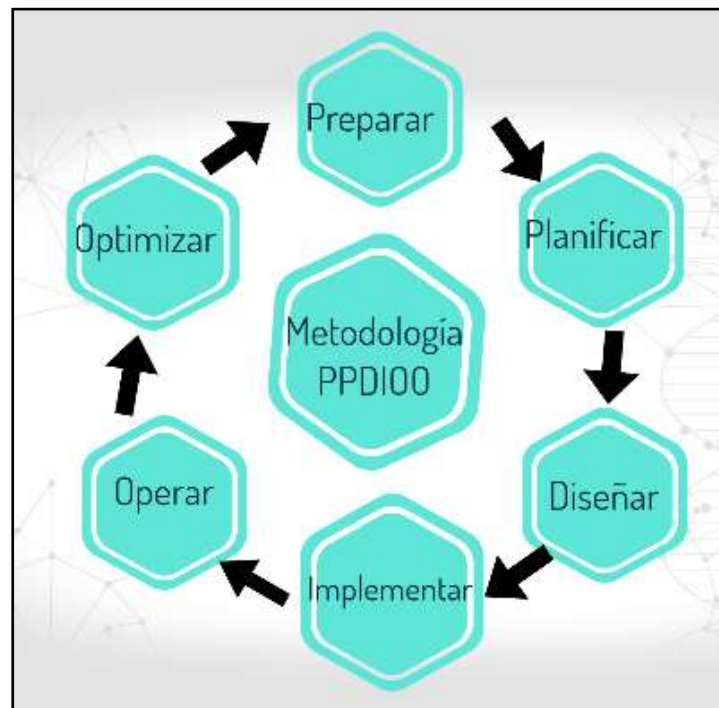 Preparar
Planificar
Diseñar
Implementar
Operar
Optimizar
Metodología
PPDIOO